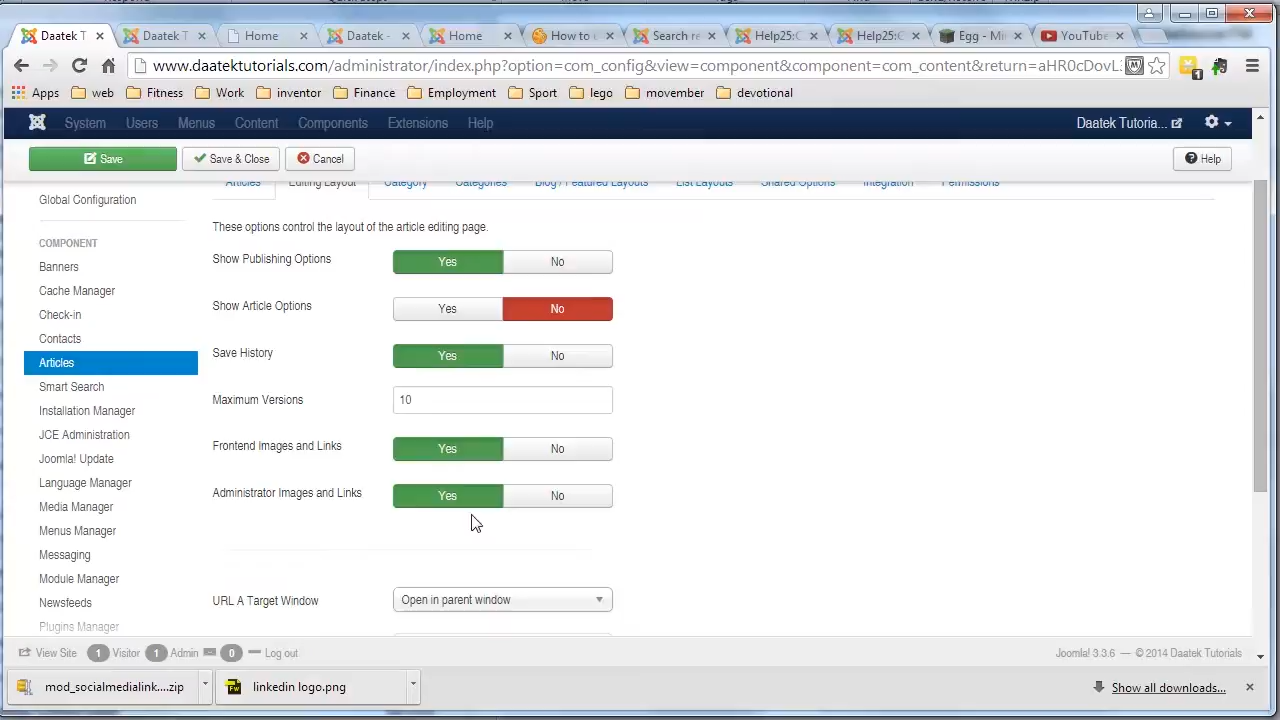 Daatek T
Daatek T
Home
Daatek -
Home
How to
Search re
Help25:C
Help25:C
Egg - Mi
YouTube
www.daatektutorials.com/administrator/index.php?option=com_config&view=component&component=com_content&return=aHR0cDovL
1
Apps web Fitness Work inventor Finance Employment Sport lego movember devotional
System Users Menus Content Components Extensions Help
Daatek Tutoria...
Save
Save & Close
Cancel
Help
Articles Editing Layout Category Categories Blog / Featured Layouts List Layouts Shared Options Integration Permissions
Global Configuration
COMPONENT
Banners
Cache Manager
Check-in
Contacts
Articles
Smart Search
Installation Manager
JCE Administration
Joomla! Update
Language Manager
Media Manager
Menus Manager
Messaging
Module Manager
Newsfeeds
Plugins Manager
These options control the layout of the article editing page.
Show Publishing Options Yes No
Show Article Options Yes No
Save History Yes No
Maximum Versions 10
Frontend Images and Links Yes No
Administrator Images and Links Yes No
URL A Target Window Open in parent window
View Site 1 Visitor 1 Admin 0 Log out
Joomla! 3.3.6 — © 2014 Daatek Tutorials
mod_socialmedialink....zip
linkedin logo.png
Show all downloads...